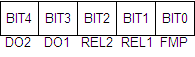 BIT4 BIT3 BIT2 BIT1 BIT0
DO2 DO1 REL2 REL1 FMP